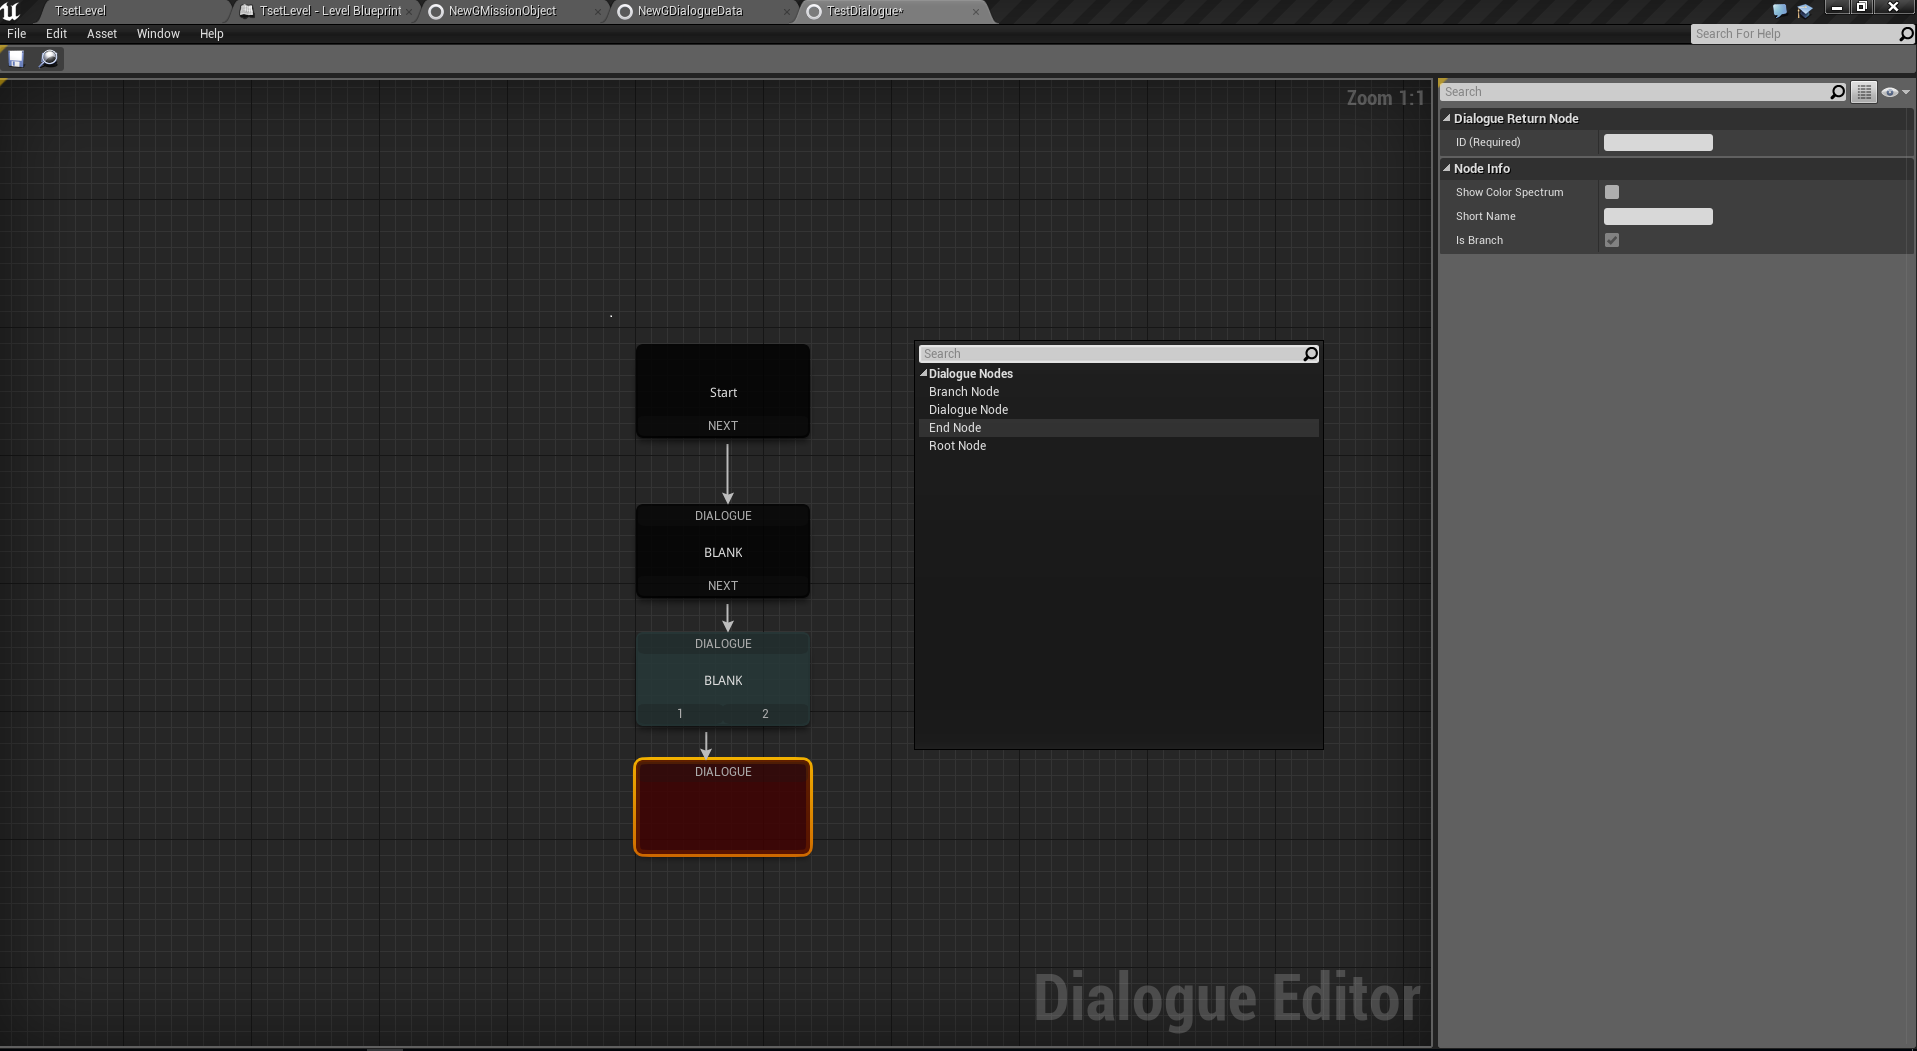 TsetLevel
TsetLevel - Level Blueprint
NewGMissionObject
NewGDialogueData
TestDialogue*
File Edit Asset Window Help
Search For Help
Zoom 1:1
Start
NEXT
DIALOGUE
BLANK
NEXT
DIALOGUE
BLANK
1 2
DIALOGUE
Search
Dialogue Nodes
Branch Node
Dialogue Node
End Node
Root Node
Dialogue Editor
Search
Dialogue Return Node
ID (Required)
Node Info
Show Color Spectrum
Short Name
Is Branch